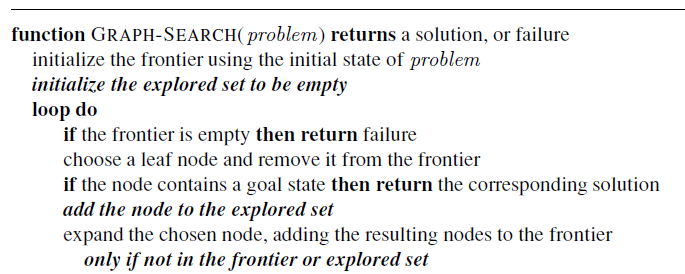 function GRAPH-SEARCH(problem) returns a solution, or failure
initialize the frontier using the initial state of problem
initialize the explored set to be empty
loop do
if the frontier is empty then return failure
choose a leaf node and remove it from the frontier
if the node contains a goal state then return the corresponding solution
add the node to the explored set
expand the chosen node, adding the resulting nodes to the frontier
only if not in the frontier or explored set